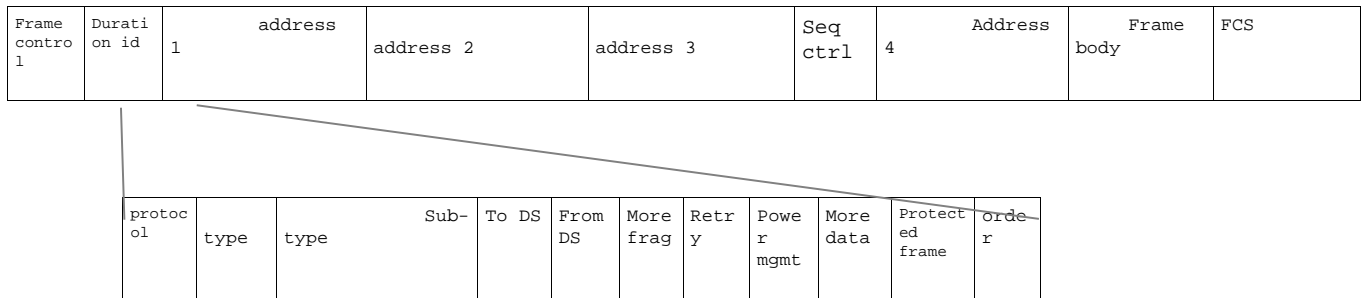 Frame
contro
l
Durati
on id
address
1
address 2
address 3
Seq
ctrl
Address
4
Frame
body
FCS
protoc
ol
type
Sub-
type
To DS
From
DS
More
frag
Retr
y
Powe
r
mgmt
More
data
Protect
ed
frame
orde
r